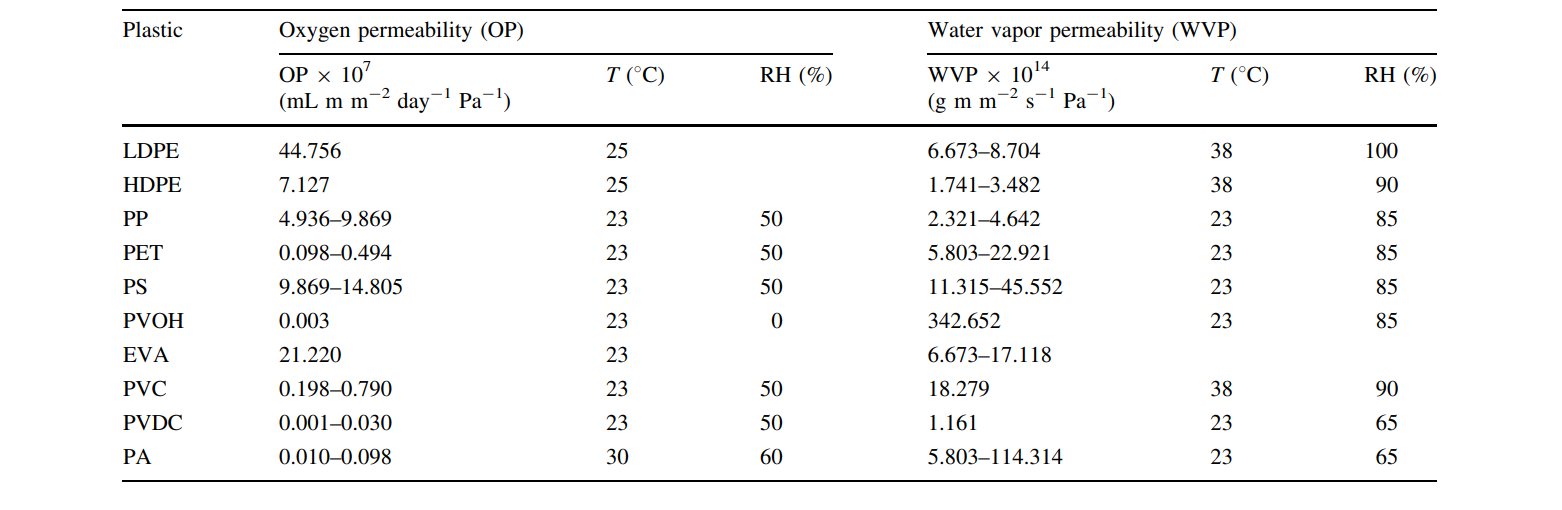 Plastic Oxygen permeability (OP) Water vapor permeability (WVP)
OP × 10⁷ T (°C) RH (%) WVP × 10¹⁴ T (°C) RH (%)
(mL m m⁻² day⁻¹ Pa⁻¹) (g m m⁻² s⁻¹ Pa⁻¹)
LDPE 44.756 25 6.673–8.704 38 100
HDPE 7.127 25 1.741–3.482 38 90
PP 4.936–9.869 23 50 2.321–4.642 23 85
PET 0.098–0.494 23 50 5.803–22.921 23 85
PS 9.869–14.805 23 50 11.315–45.552 23 85
PVOH 0.003 23 0 342.652 23 85
EVA 21.220 23 6.673–17.118
PVC 0.198–0.790 23 50 18.279 38 90
PVDC 0.001–0.030 23 50 1.161 23 65
PA 0.010–0.098 30 60 5.803–114.314 23 65